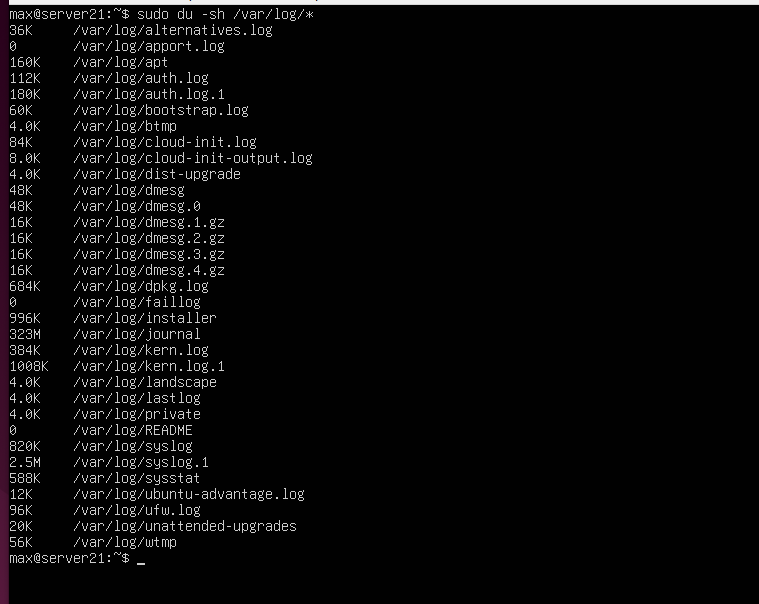 max@server21:~$ sudo du -sh /var/log/*
36K     /var/log/alternatives.log
0       /var/log/apport.log
160K    /var/log/apt
112K    /var/log/auth.log
180K    /var/log/auth.log.1
60K     /var/log/bootstrap.log
4.0K    /var/log/btmp
84K     /var/log/cloud-init.log
8.0K    /var/log/cloud-init-output.log
4.0K    /var/log/dist-upgrade
48K     /var/log/dmesg
48K     /var/log/dmesg.0
16K     /var/log/dmesg.1.gz
16K     /var/log/dmesg.2.gz
16K     /var/log/dmesg.3.gz
16K     /var/log/dmesg.4.gz
684K    /var/log/dpkg.log
0       /var/log/faillog
996K    /var/log/installer
323M    /var/log/journal
384K    /var/log/kern.log
1008K   /var/log/kern.log.1
4.0K    /var/log/landscape
4.0K    /var/log/lastlog
4.0K    /var/log/private
0       /var/log/README
820K    /var/log/syslog
2.5M    /var/log/syslog.1
588K    /var/log/sysstat
12K     /var/log/ubuntu-advantage.log
96K     /var/log/ufw.log
20K     /var/log/unattended-upgrades
56K     /var/log/wtmp
max@server21:~$ _